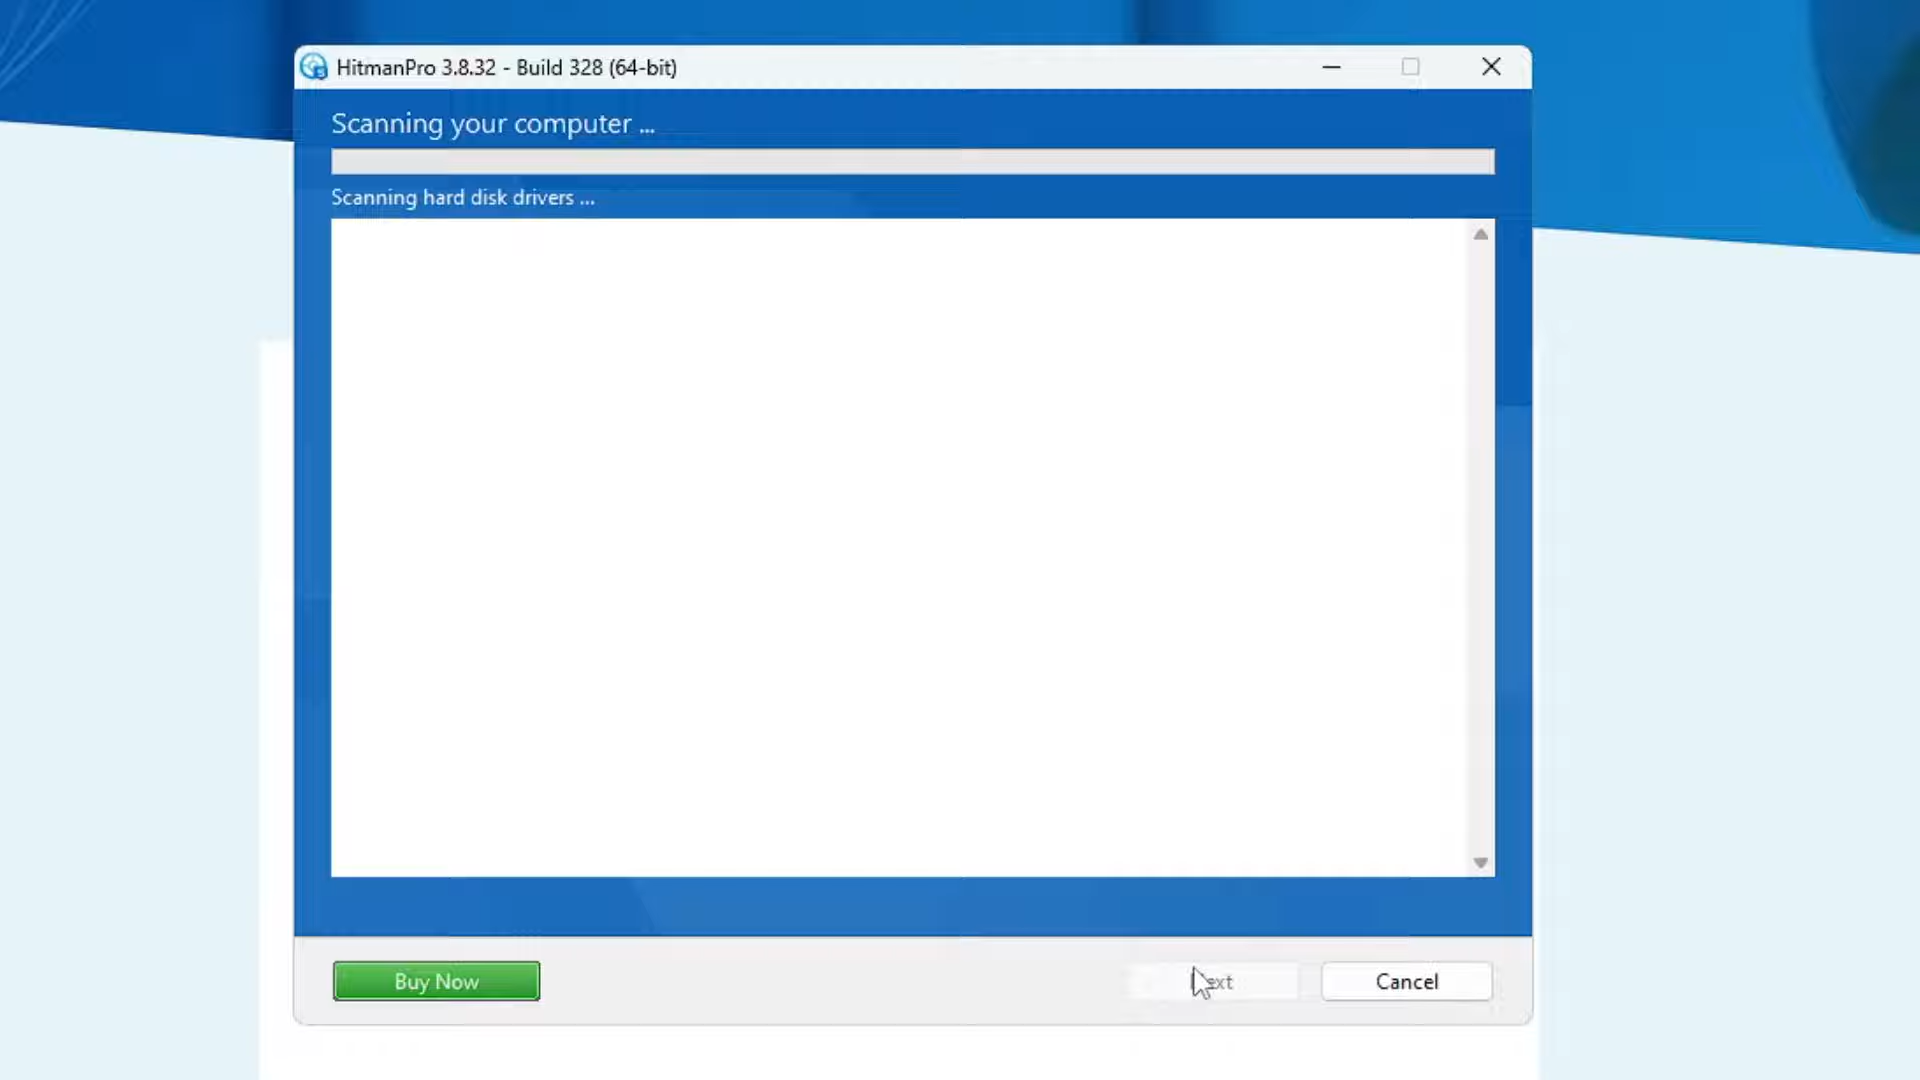 HitmanPro 3.8.32 - Build 328 (64-bit)
Scanning your computer ...
Scanning hard disk drivers ...
Buy Now
Cancel